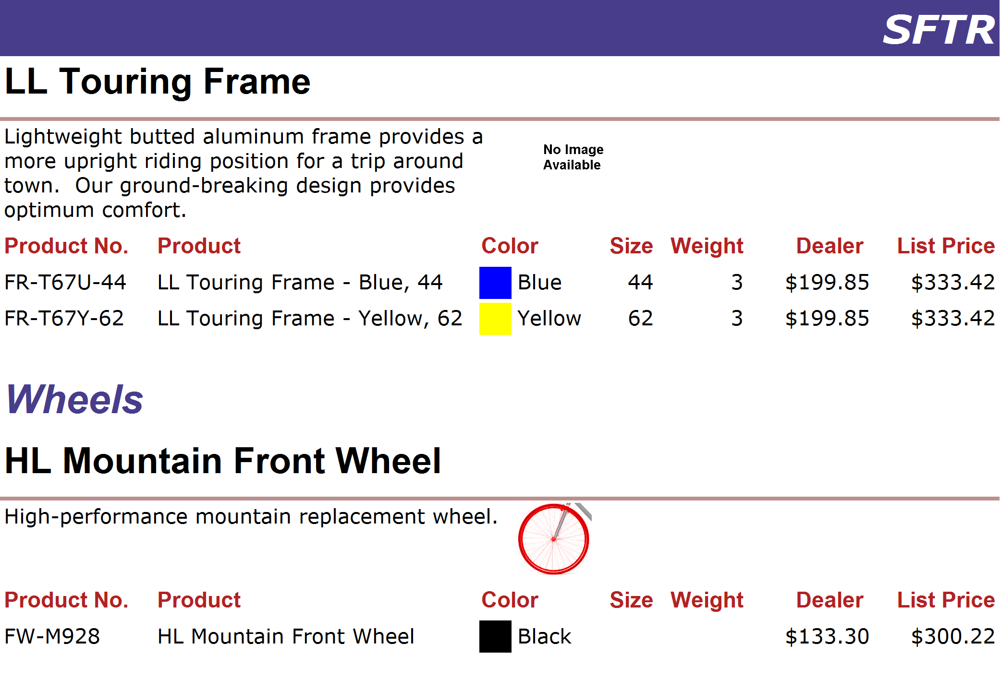 SFTR
LL Touring Frame
Lightweight butted aluminum frame provides a
more upright riding position for a trip around
town.  Our ground-breaking design provides
optimum comfort.
No Image
Available
Product No. Product Color Size Weight Dealer List Price
FR-T67U-44 LL Touring Frame - Blue, 44 Blue 44 3 $199.85 $333.42
FR-T67Y-62 LL Touring Frame - Yellow, 62 Yellow 62 3 $199.85 $333.42
Wheels
HL Mountain Front Wheel
High-performance mountain replacement wheel.
Product No. Product Color Size Weight Dealer List Price
FW-M928 HL Mountain Front Wheel Black $133.30 $300.22